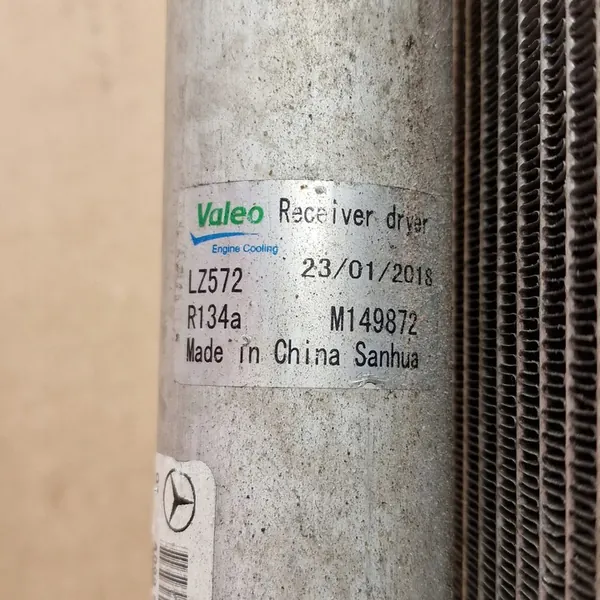 Valeo Receiver dryer
Engine Cooling
LZ572 23/01/2018
R134a M149872
Made in China Sanhua